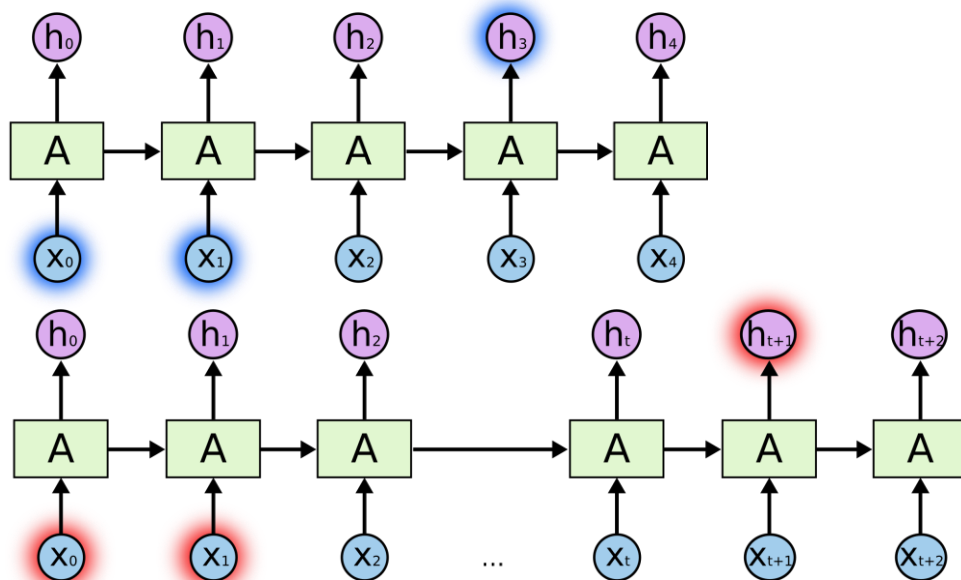 h₀ h₁ h₂ h₃ h₄
A A A A A
x₀ x₁ x₂ x₃ x₄
h₀ h₁ h₂ hₜ hₜ₊₁ hₜ₊₂
A A A A A A
x₀ x₁ x₂ ... xₜ xₜ₊₁ xₜ₊₂